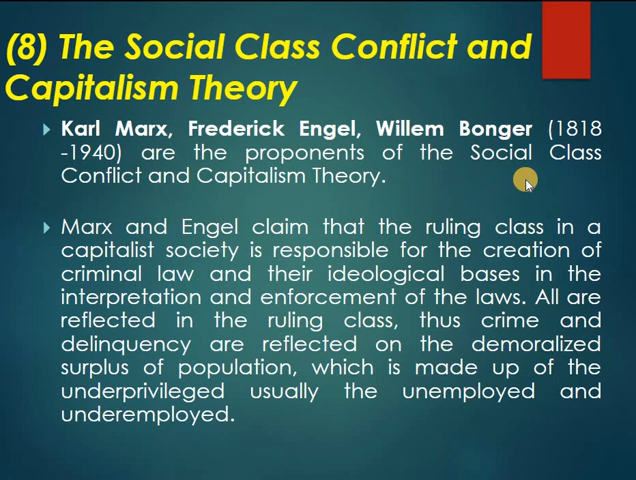 (8) The Social Class Conflict and
Capitalism Theory
Karl Marx, Frederick Engel, Willem Bonger (1818
-1940) are the proponents of the Social Class
Conflict and Capitalism Theory.
Marx and Engel claim that the ruling class in a
capitalist society is responsible for the creation of
criminal law and their ideological bases in the
interpretation and enforcement of the laws. All are
reflected in the ruling class, thus crime and
delinquency are reflected on the demoralized
surplus of population, which is made up of the
underprivileged usually the unemployed and
underemployed.